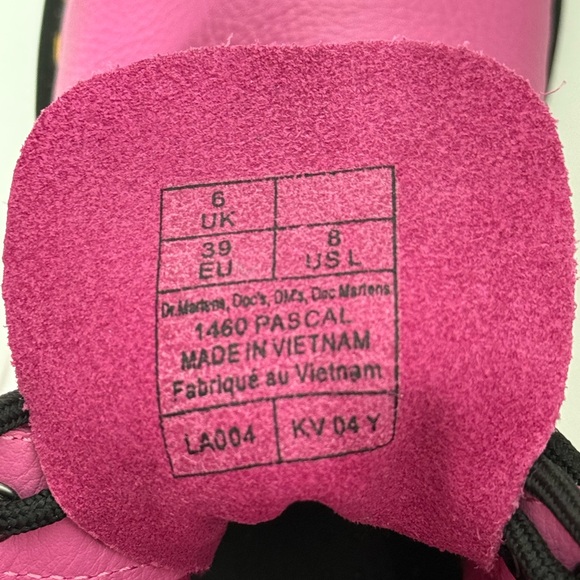 6
UK
39 8
EU US L
Dr.Martens, Doc's, DM's, Doc Martens
1460 PASCAL
MADE IN VIETNAM
Fabriqué au Vietnam
LA004 KV 04 Y